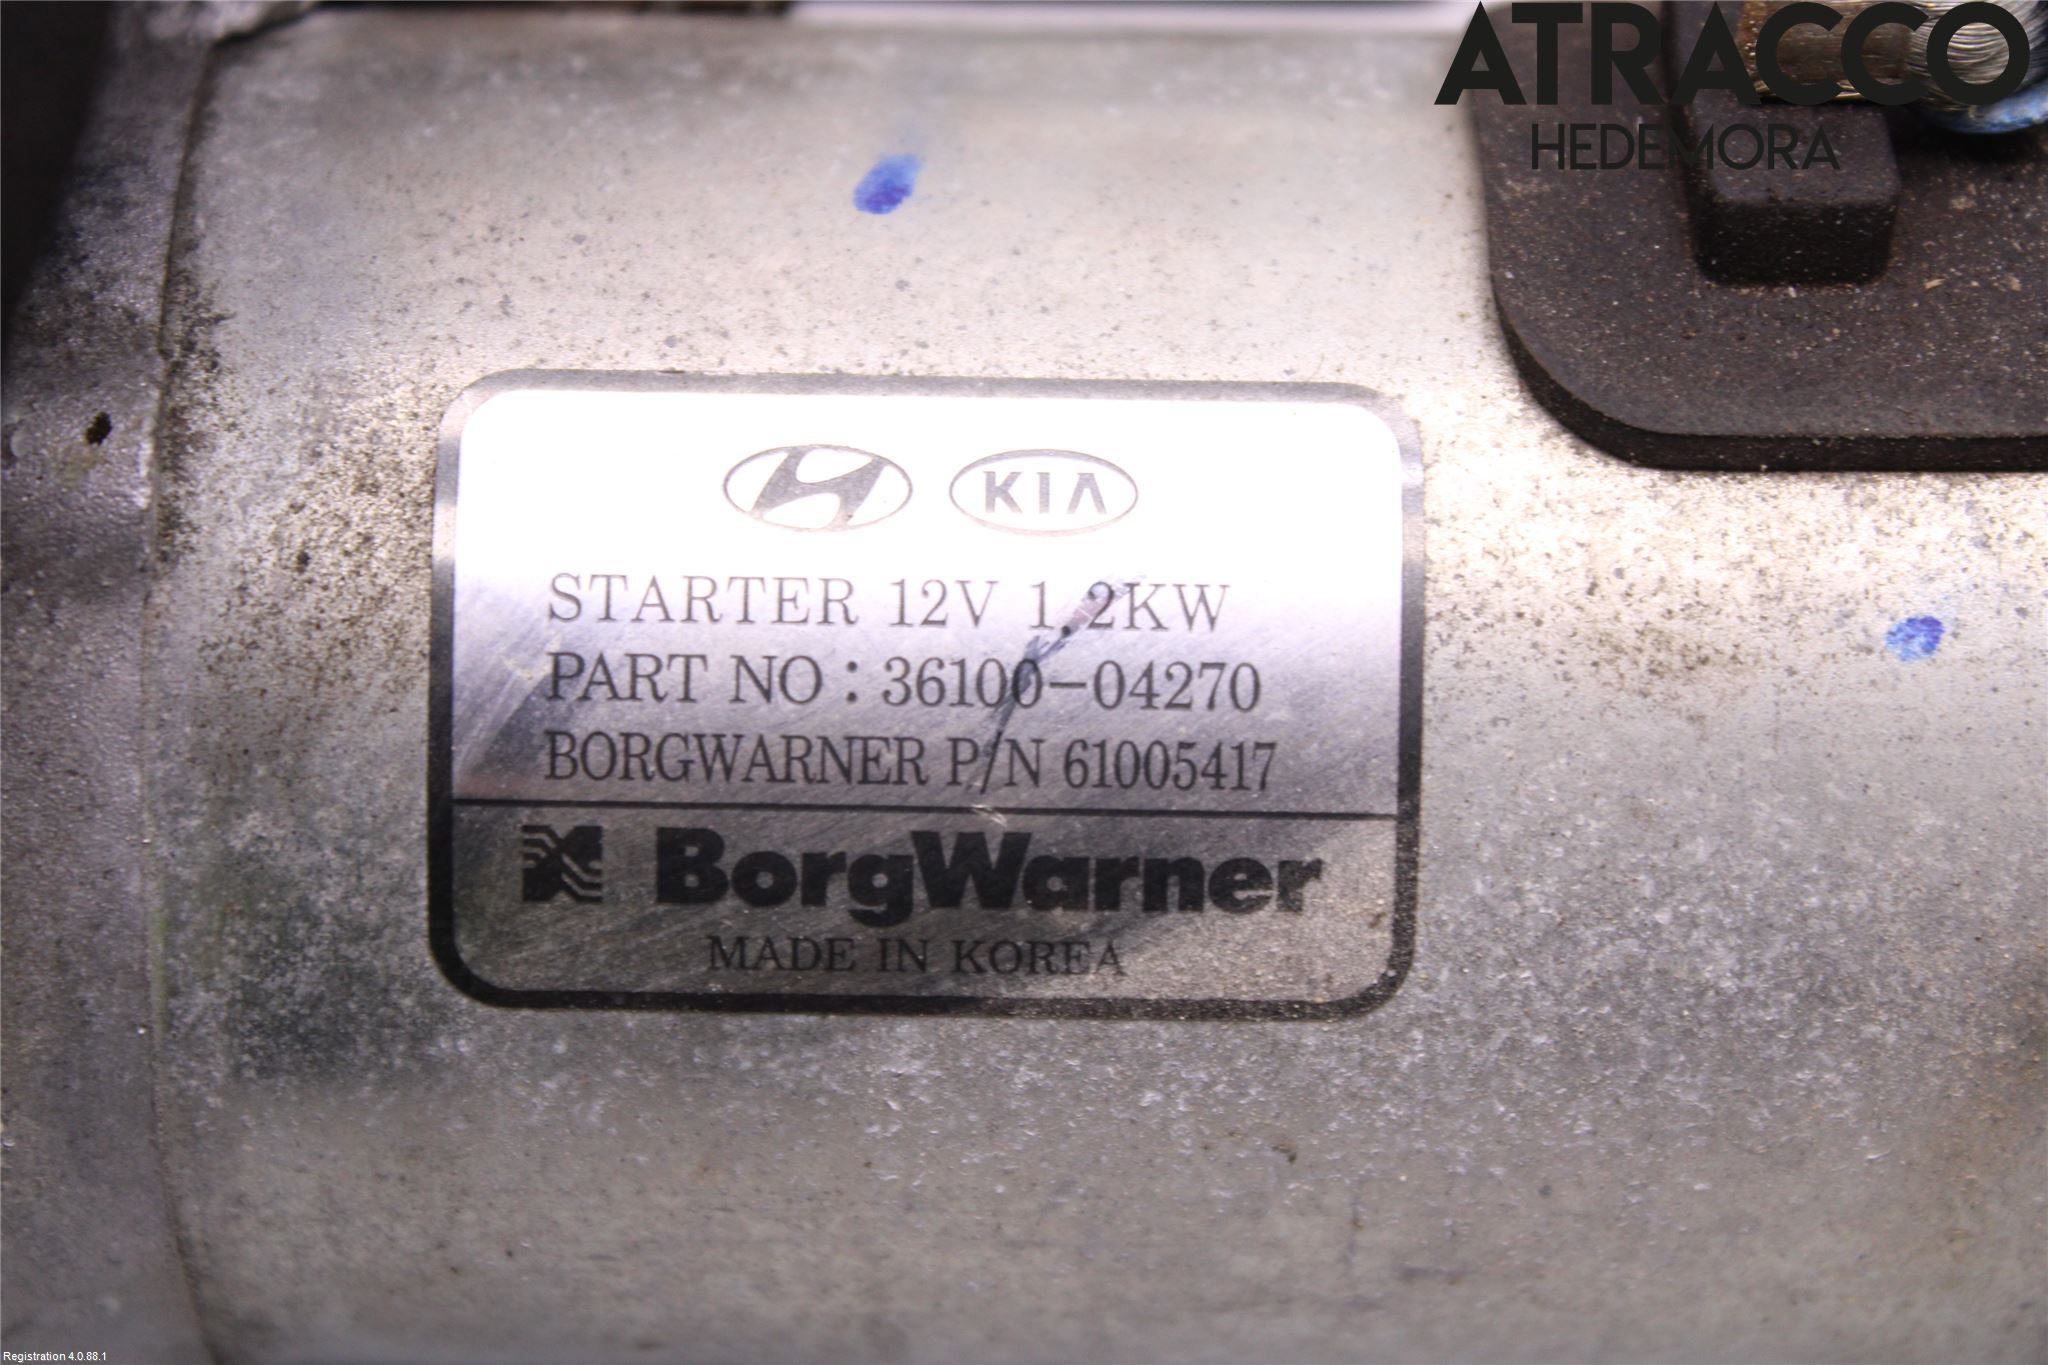 ATRACCO
HEDEMORA
KIA
STARTER 12V 1.2KW
PART NO : 36100-04270
BORGWARNER P/N 61005417
BorgWarner
MADE IN KOREA
Registration 4.0.88.1